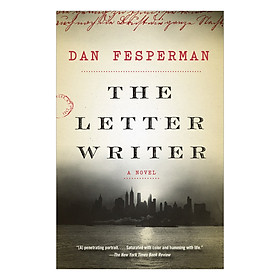 DAN FESPERMAN
THE
LETTER
WRITER
A NOVEL
"[A] penetrating portrait. . . . Saturated with color and humming with life."
—The New York Times Book Review